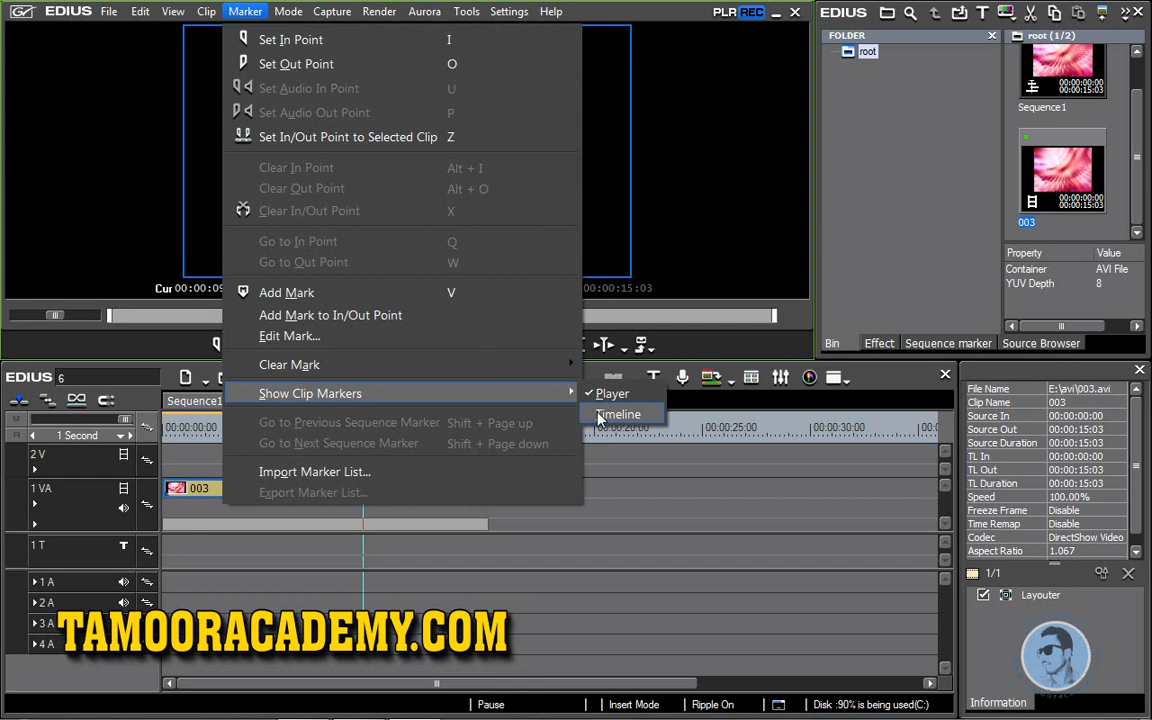 EDIUS File Edit View Clip Marker Mode Capture Render Aurora Tools Settings Help PLR REC
Set In Point I
Set Out Point O
Set Audio In Point U
Set Audio Out Point P
Set In/Out Point to Selected Clip Z
Clear In Point Alt + I
Clear Out Point Alt + O
Clear In/Out Point X
Go to In Point Q
Go to Out Point W
Add Mark V
Add Mark to In/Out Point
Edit Mark...
Clear Mark
Show Clip Markers
Go to Previous Sequence Marker Shift + Page up
Go to Next Sequence Marker Shift + Page down
Import Marker List...
Export Marker List...
Player
Timeline
Cur 00:00:09
00:00:15:03
EDIUS
FOLDER
root
root (1/2)
00:00:00:00
00:00:15:03
Sequence1
00:00:00:00
00:00:15:03
003
Property Value
Container AVI File
YUV Depth 8
Bin Effect Sequence marker Source Browser
EDIUS 6
Sequence1
1 Second
00:00:00:00 00:00:20:00 00:00:25:00 00:00:30:00 00:0
2 V
1 VA
003
1 T T
1 A
2 A
3 A
4 A
TAMOORACADEMY.COM
File Name E:\avi\003.avi
Clip Name 003
Source In 00:00:00:00
Source Out 00:00:15:03
Source Duration 00:00:15:03
TL In 00:00:00:00
TL Out 00:00:15:03
TL Duration 00:00:15:03
Speed 100.00%
Freeze Frame Disable
Time Remap Disable
Codec DirectShow Video
Aspect Ratio 1.067
1/1
Layouter
Information
Pause Insert Mode Ripple On Disk :90% is being used(C:)